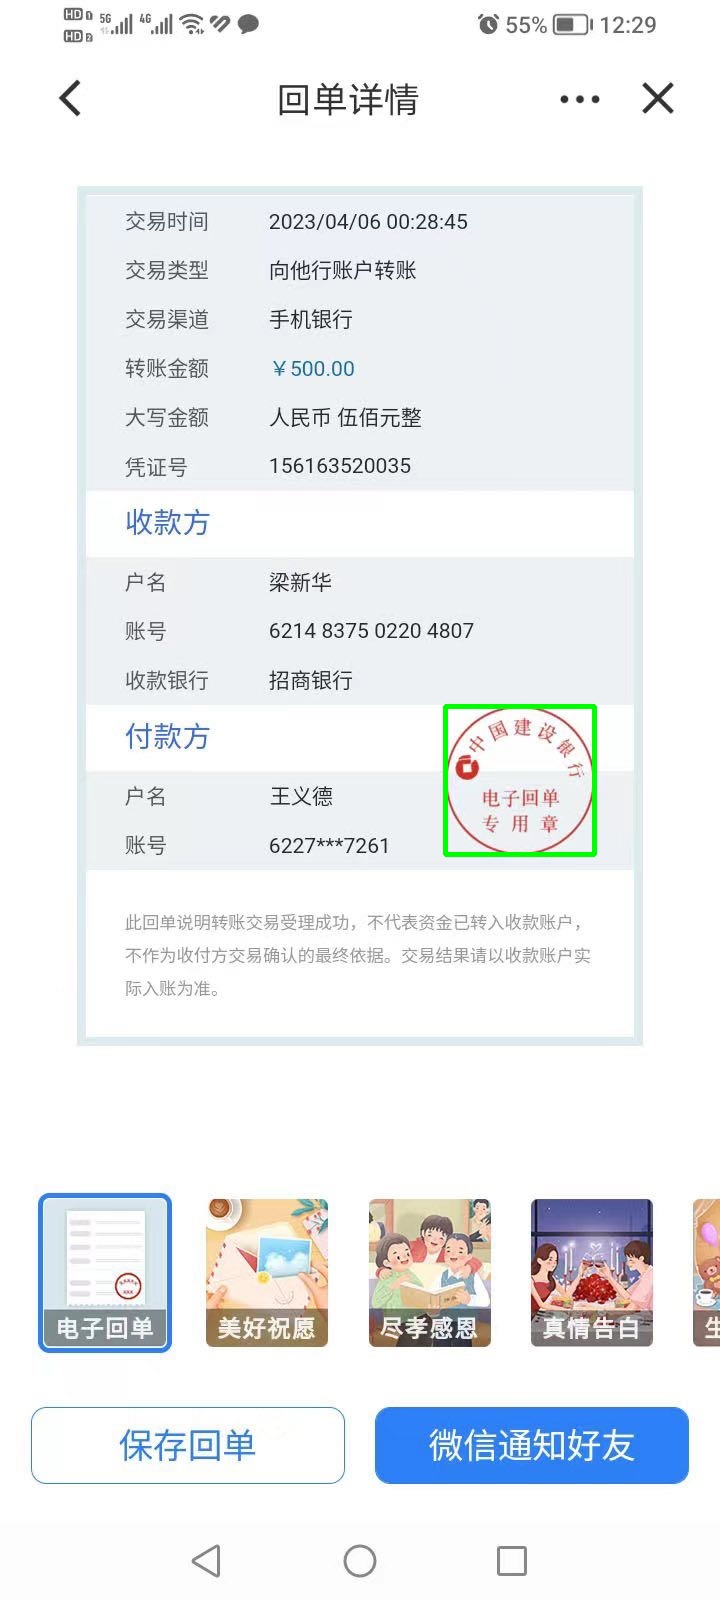 HD 1 5G 4G 55% 12:29
HD 2
回单详情
交易时间 2023/04/06 00:28:45
交易类型 向他行账户转账
交易渠道 手机银行
转账金额 ￥500.00
大写金额 人民币 伍佰元整
凭证号 156163520035
收款方
户名 梁新华
账号 6214 8375 0220 4807
收款银行 招商银行
付款方
中国建设银行
电子回单
专用章
户名 王义德
账号 6227***7261
此回单说明转账交易受理成功，不代表资金已转入收款账户，
不作为收付方交易确认的最终依据。交易结果请以收款账户实
际入账为准。
电子回单 美好祝愿 尽孝感恩 真情告白 生
保存回单 微信通知好友